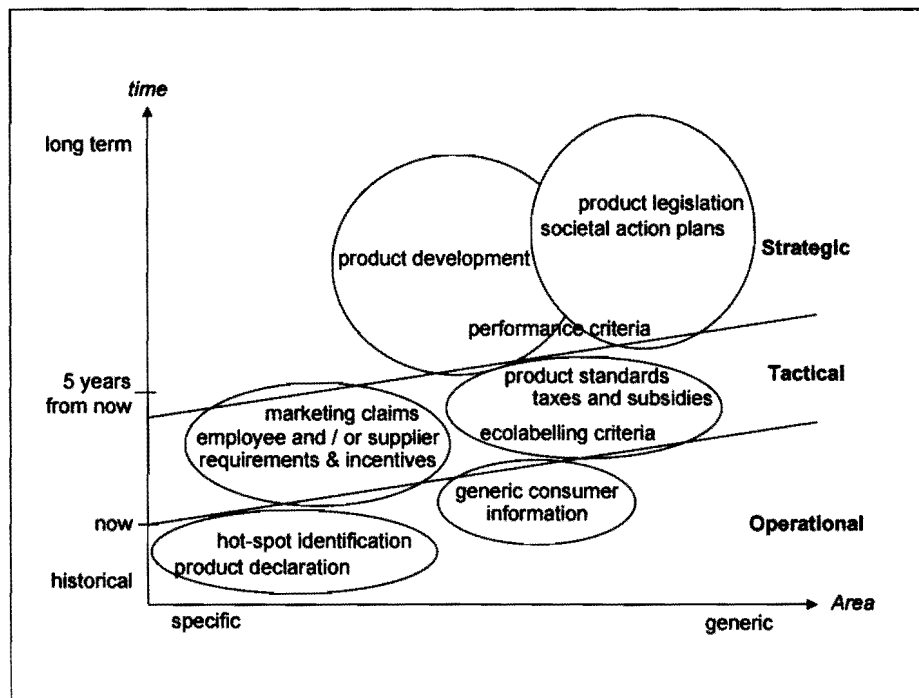 time
long term
product legislation
societal action plans
Strategic
product development
performance criteria
5 years
from now
product standards
taxes and subsidies
Tactical
marketing claims
employee and / or supplier
requirements & incentives
ecolabelling criteria
generic consumer
information
now
Operational
hot-spot identification
product declaration
historical
Area
specific
generic